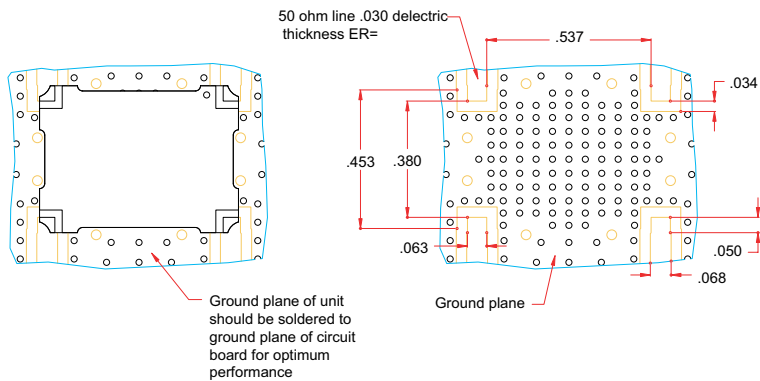 50 ohm line .030 delectric
thickness ER=
.537
.034
.453
.380
.063
.050
.068
Ground plane of unit
should be soldered to
ground plane of circuit
board for optimum
performance
Ground plane